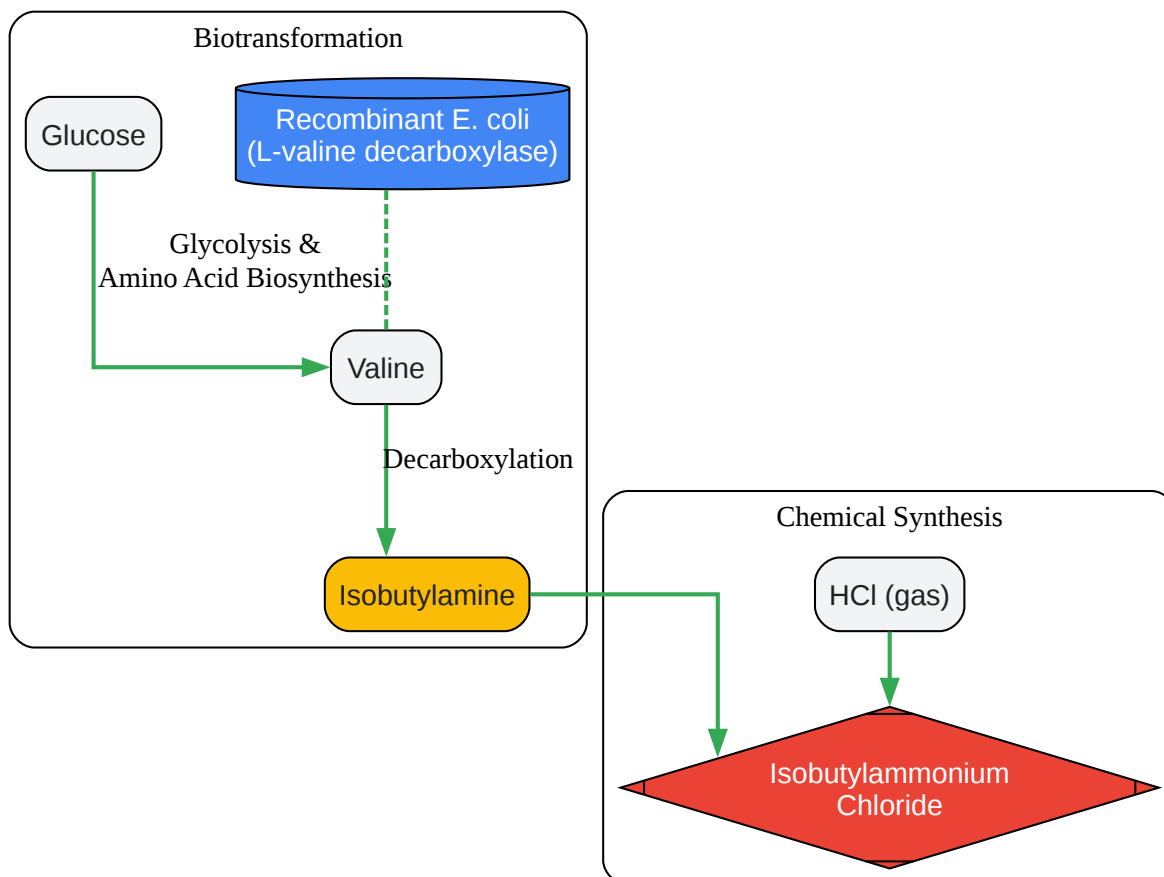 Biotransformation
Glucose
Recombinant E. coli
(L-valine decarboxylase)
Glycolysis &
Amino Acid Biosynthesis
Valine
Decarboxylation
Isobutylamine
Chemical Synthesis
HCl (gas)
Isobutylammonium
Chloride